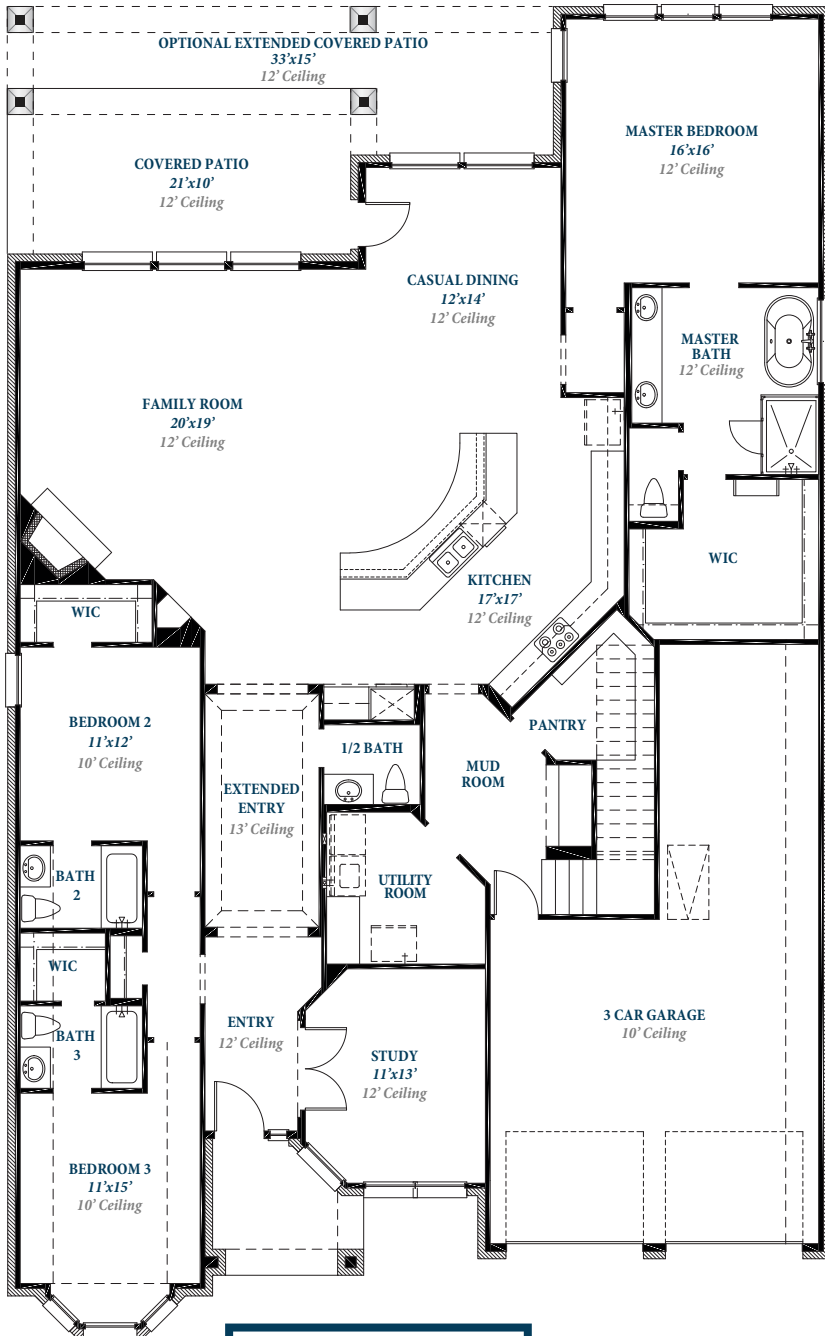 OPTIONAL EXTENDED COVERED PATIO
33'x15'
12' Ceiling
MASTER BEDROOM
16'x16'
12' Ceiling
COVERED PATIO
21'x10'
12' Ceiling
CASUAL DINING
12'x14'
12' Ceiling
MASTER
BATH
12' Ceiling
FAMILY ROOM
20'x19'
12' Ceiling
WIC
KITCHEN
17'x17'
12' Ceiling
WIC
BEDROOM 2
11'x12'
10' Ceiling
PANTRY
1/2 BATH
MUD
ROOM
EXTENDED
ENTRY
13' Ceiling
BATH
2
UTILITY
ROOM
WIC
ENTRY
12' Ceiling
3 CAR GARAGE
10' Ceiling
BATH
3
STUDY
11'x13'
12' Ceiling
BEDROOM 3
11'x15'
10' Ceiling